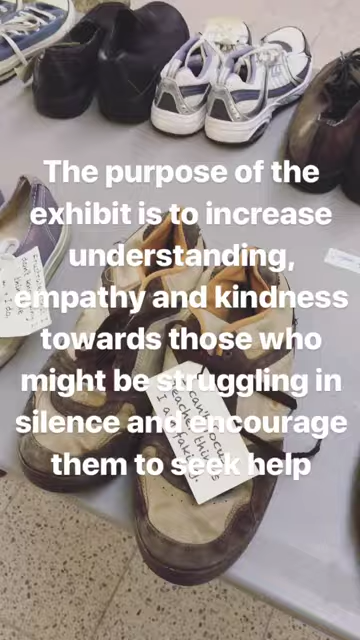 The purpose of the
exhibit is to increase
understanding,
empathy and kindness
towards those who
might be struggling in
silence and encourage
them to seek help